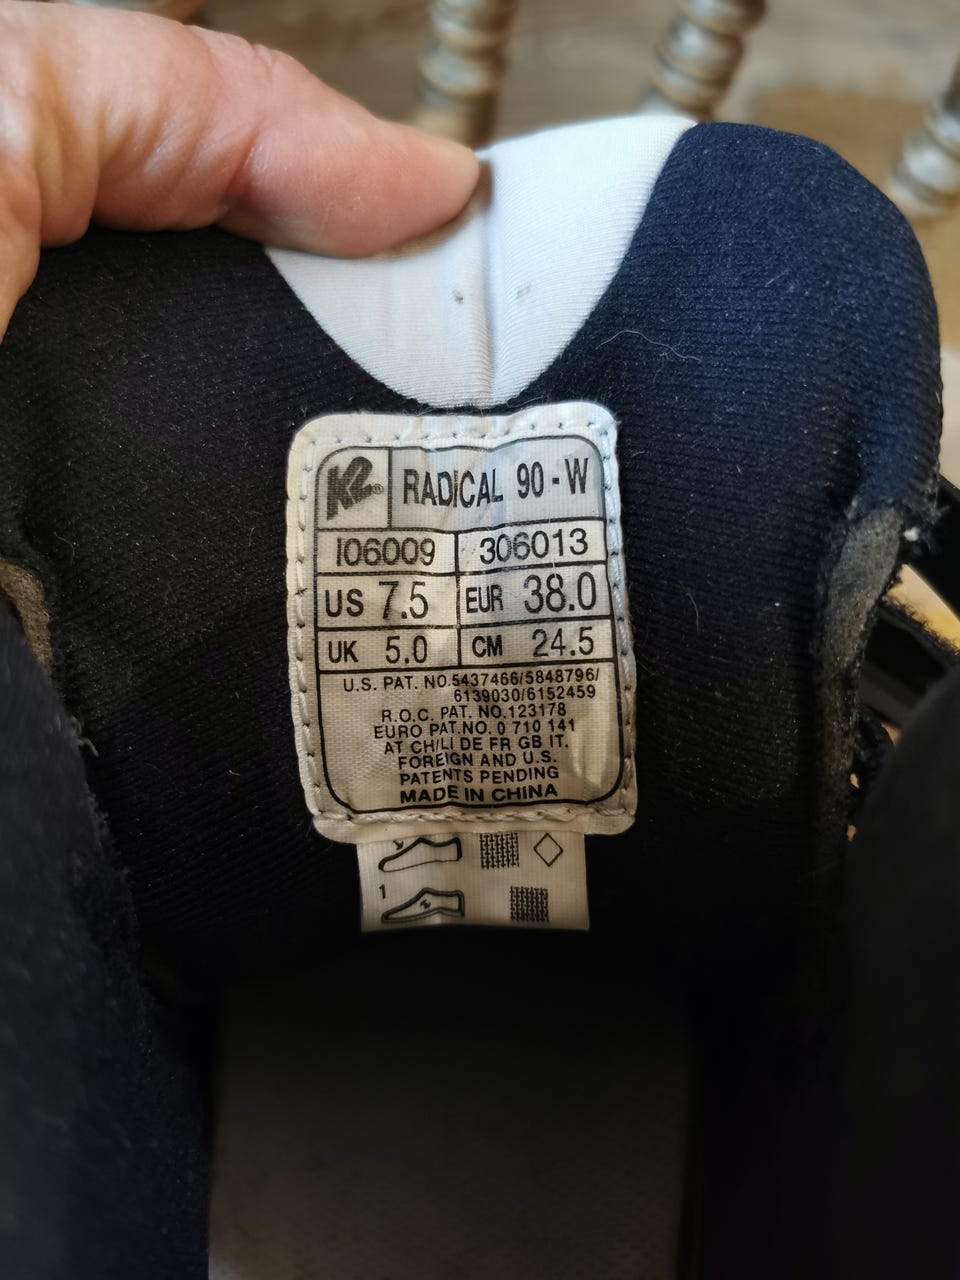 K2® RADICAL 90-W
I06009 306013
US 7.5 EUR 38.0
UK 5.0 CM 24.5
U.S. PAT. NO.5437466/5848796/
6139030/6152459
R.O.C. PAT. NO.123178
EURO PAT.NO. 0 710 141
AT CH/LI DE FR GB IT.
FOREIGN AND U.S.
PATENTS PENDING
MADE IN CHINA
1